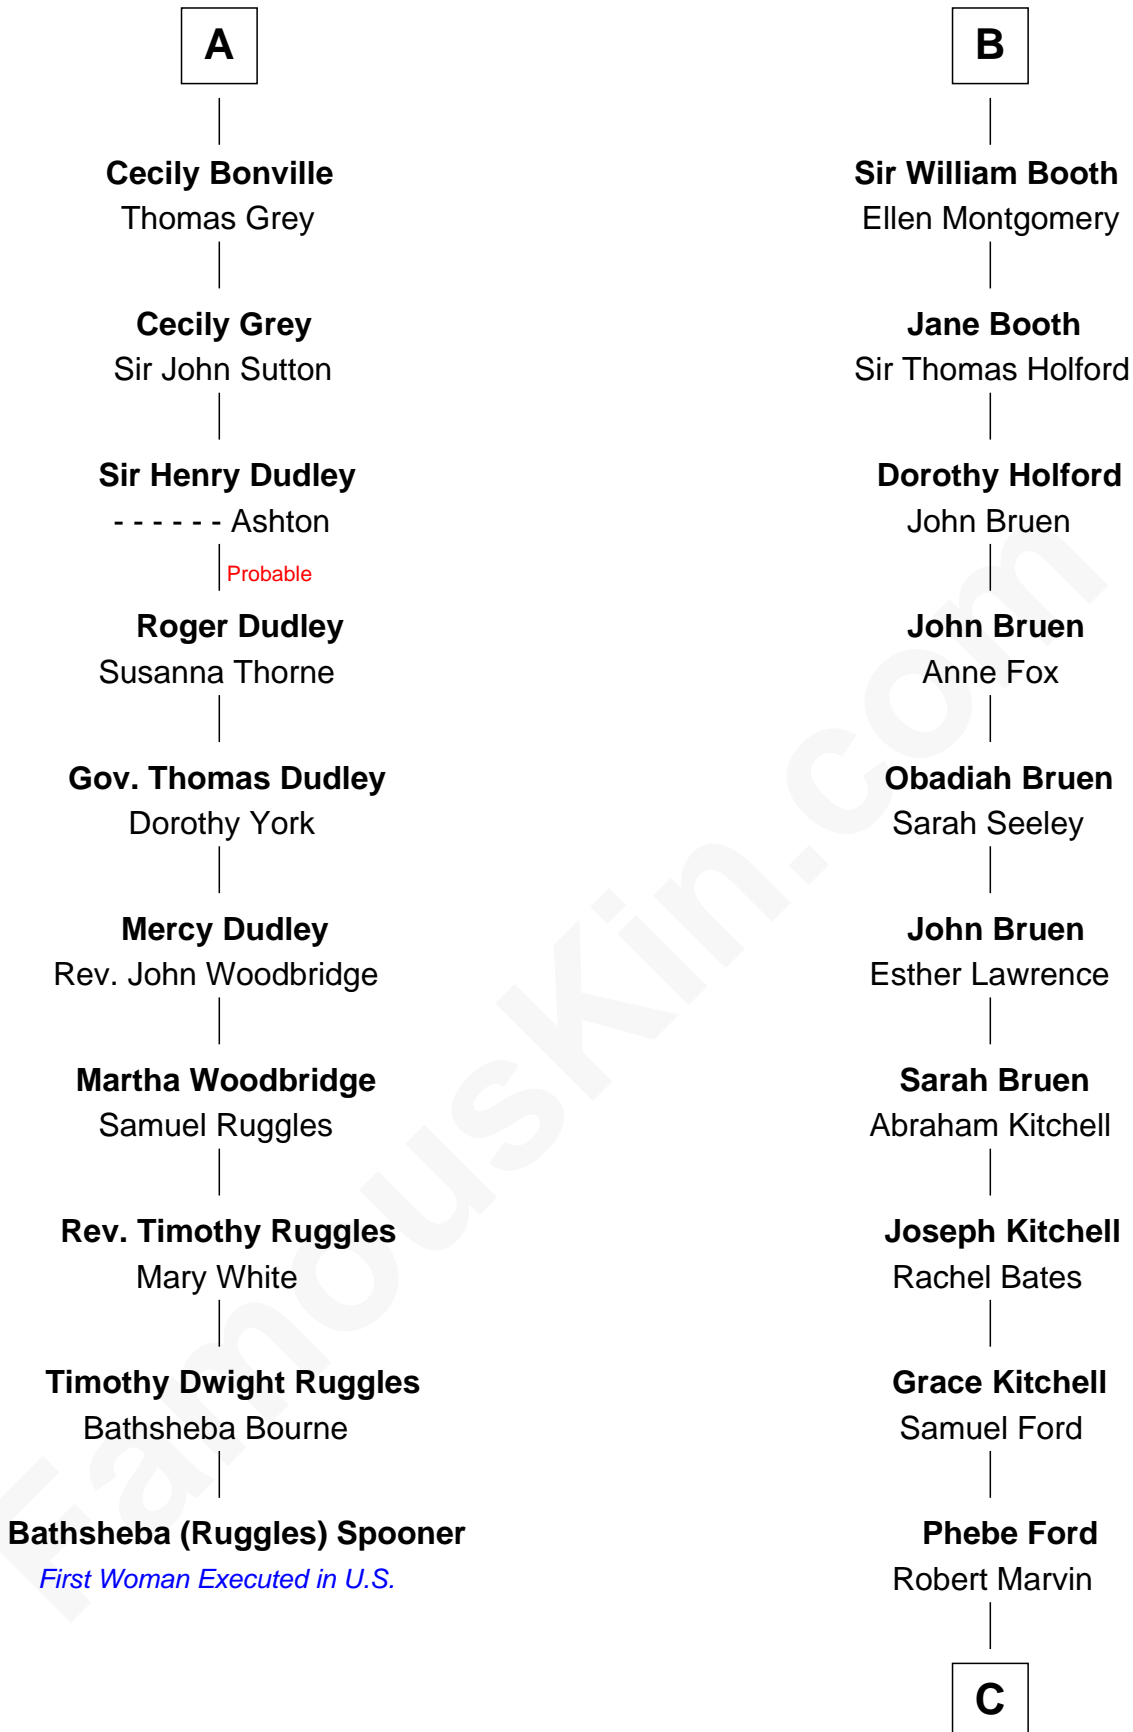 A
Cecily Bonville
Thomas Grey
Cecily Grey
Sir John Sutton
Sir Henry Dudley
- - - - - - Ashton
Probable
Roger Dudley
Susanna Thorne
Gov. Thomas Dudley
Dorothy York
Mercy Dudley
Rev. John Woodbridge
Martha Woodbridge
Samuel Ruggles
Rev. Timothy Ruggles
Mary White
Timothy Dwight Ruggles
Bathsheba Bourne
Bathsheba (Ruggles) Spooner
First Woman Executed in U.S.
B
Sir William Booth
Ellen Montgomery
Jane Booth
Sir Thomas Holford
Dorothy Holford
John Bruen
John Bruen
Anne Fox
Obadiah Bruen
Sarah Seeley
John Bruen
Esther Lawrence
Sarah Bruen
Abraham Kitchell
Joseph Kitchell
Rachel Bates
Grace Kitchell
Samuel Ford
Phebe Ford
Robert Marvin
C
FamousKin.com